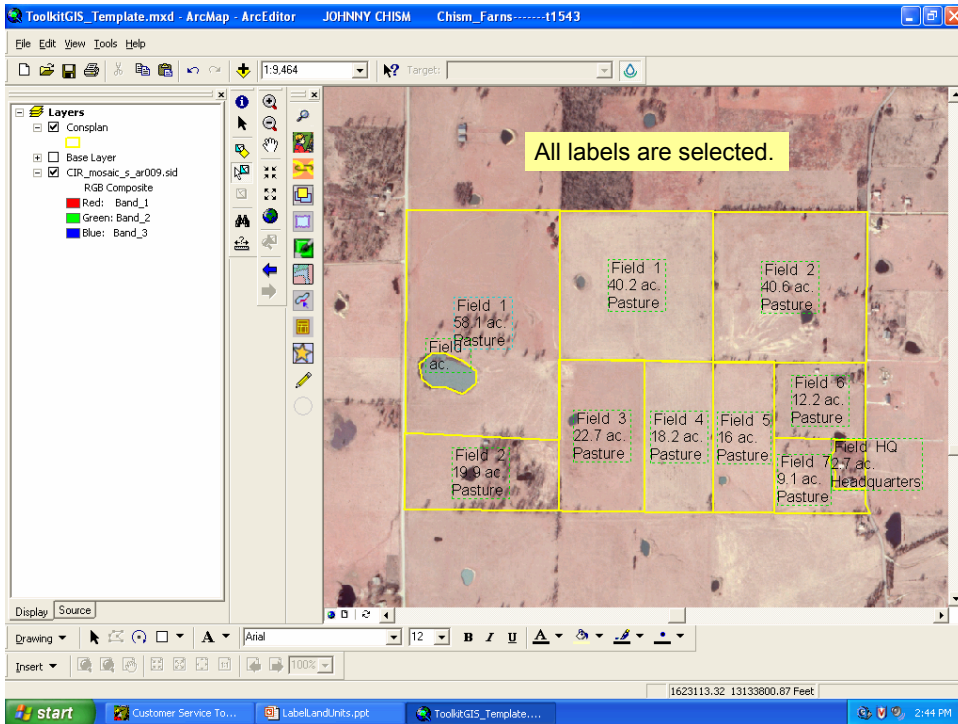 ToolkitGIS_Template.mxd - ArcMap - ArcEditor JOHNNY CHISM Chism_Farns-------t1543
File Edit View Tools Help
1:9,464 Target:
Layers
Consplan
Base Layer
CIR_mosaic_s_ar009.sid
RGB Composite
Red: Band_1
Green: Band_2
Blue: Band_3
All labels are selected.
Field 1
40.2 ac.
Pasture
Field 2
40.6 ac.
Pasture
Field 1
58.1 ac.
Pasture
Field
ac.
Field 6
12.2 ac.
Pasture
Field 3
22.7 ac.
Pasture
Field 4
18.2 ac.
Pasture
Field 5
16 ac.
Pasture
Field 2
19.9 ac.
Pasture
Field 7
9.1 ac.
Pasture
Field HQ
2.7 ac.
Headquarters
Display Source
Drawing A Arial 12 B I U A
Insert 100%
1623113.32 13133800.87 Feet
start Customer Service To... LabelLandUnits.ppt ToolkitGIS_Template.... 2:44 PM